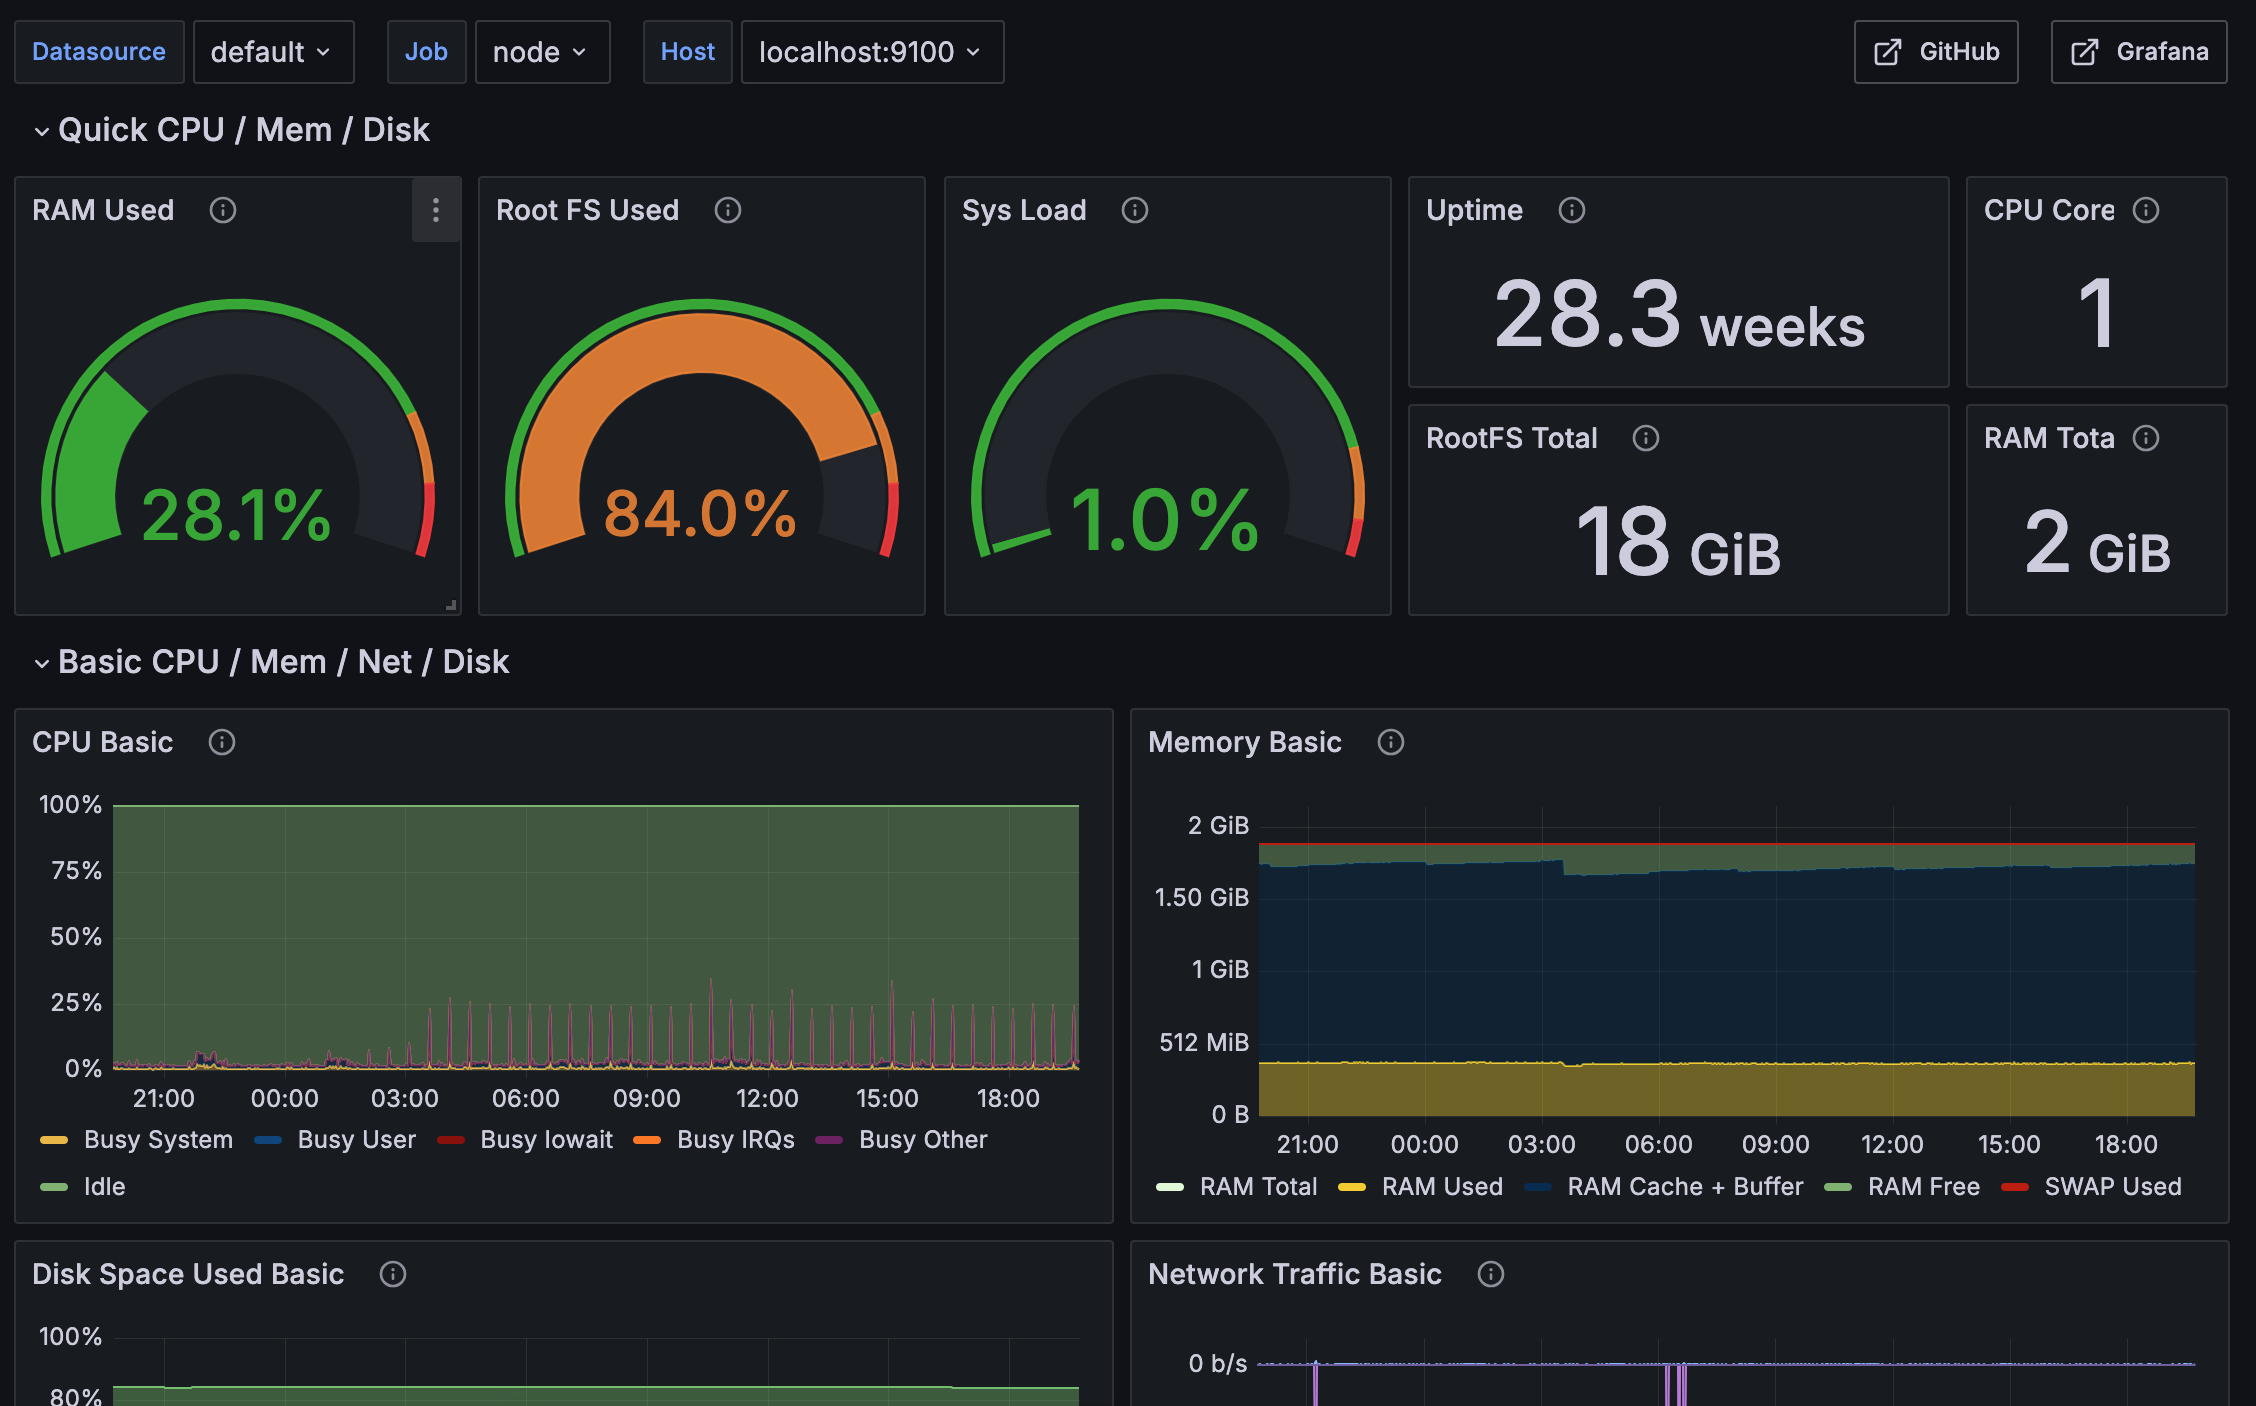 Datasource default Job node Host localhost:9100 GitHub Grafana
Quick CPU / Mem / Disk
RAM Used Root FS Used Sys Load Uptime CPU Core
28.3 weeks 1
RootFS Total RAM Tota
28.1% 84.0% 1.0% 18 GiB 2 GiB
Basic CPU / Mem / Net / Disk
CPU Basic
100%
75%
50%
25%
0%
21:00 00:00 03:00 06:00 09:00 12:00 15:00 18:00
Busy System Busy User Busy Iowait Busy IRQs Busy Other
Idle
Memory Basic
2 GiB
1.50 GiB
1 GiB
512 MiB
0 B
21:00 00:00 03:00 06:00 09:00 12:00 15:00 18:00
RAM Total RAM Used RAM Cache + Buffer RAM Free SWAP Used
Disk Space Used Basic
100%
80%
Network Traffic Basic
0 b/s